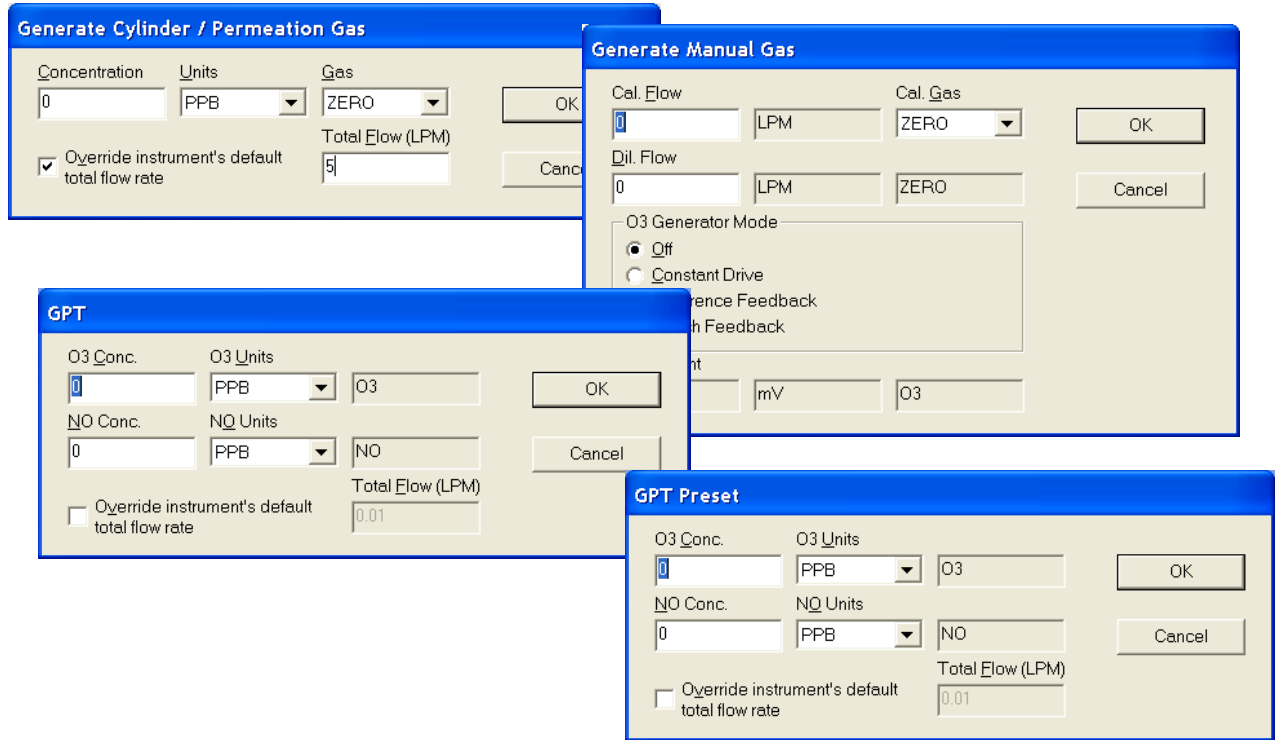 Generate Cylinder / Permeation Gas
Concentration Units Gas
0 PPB ZERO OK
Total Flow (LPM)
Override instrument's default
total flow rate
5
Generate Manual Gas
Cal. Flow Cal. Gas
0 LPM ZERO OK
Dil. Flow
0 LPM ZERO Cancel
O3 Generator Mode
Off
Constant Drive
Feedback
Feedback
mV O3
GPT
O3 Conc. O3 Units
0 PPB O3 OK
NO Conc. NO Units
0 PPB NO Cancel
Total Flow (LPM)
Override instrument's default
total flow rate
0.01
GPT Preset
O3 Conc. O3 Units
0 PPB O3 OK
NO Conc. NO Units
0 PPB NO Cancel
Total Flow (LPM)
Override instrument's default
total flow rate
0.01